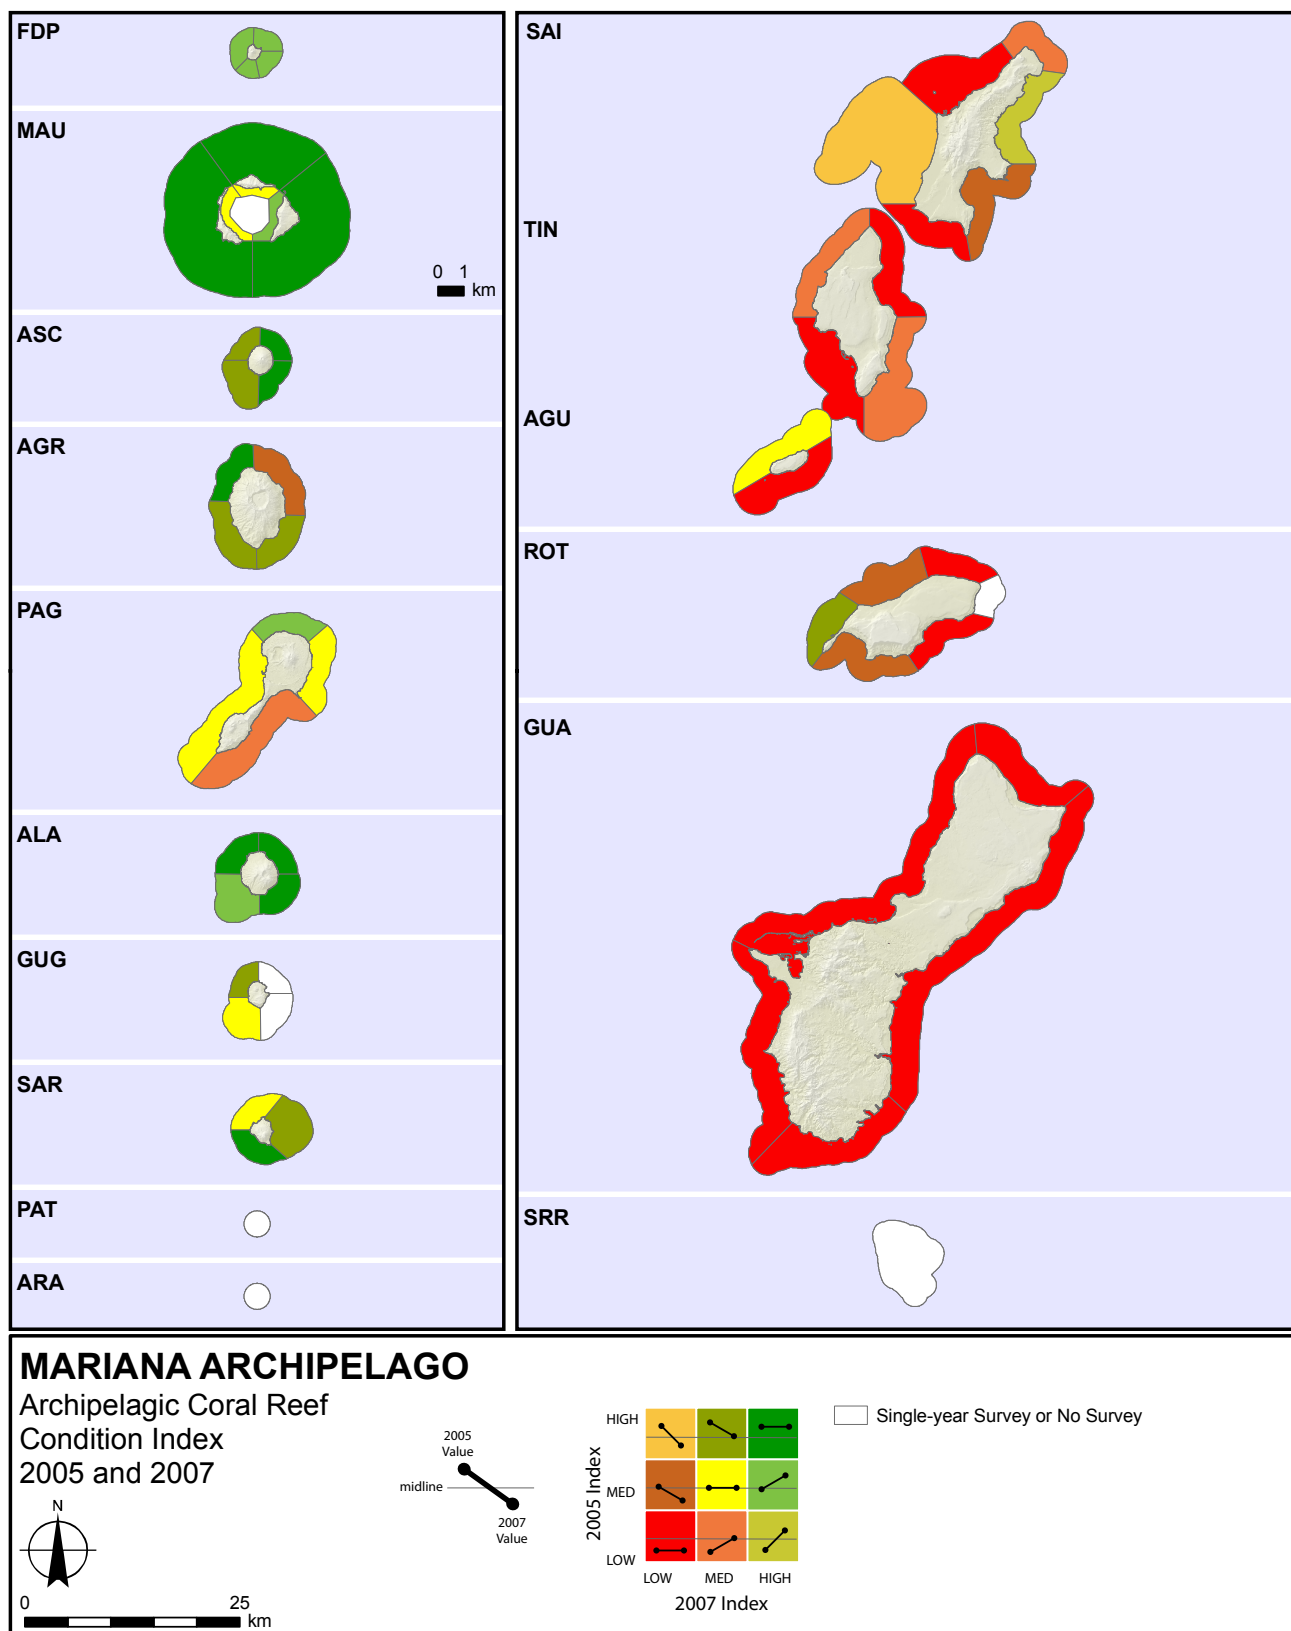 FDP
MAU
0 1
km
ASC
AGR
PAG
ALA
GUG
SAR
PAT
ARA
SAI
TIN
AGU
ROT
GUA
SRR
MARIANA ARCHIPELAGO
Archipelagic Coral Reef
Condition Index
2005 and 2007
N
0 25
km
2005
Value
midline
2007
Value
2005 Index
HIGH
MED
LOW
LOW MED HIGH
2007 Index
Single-year Survey or No Survey